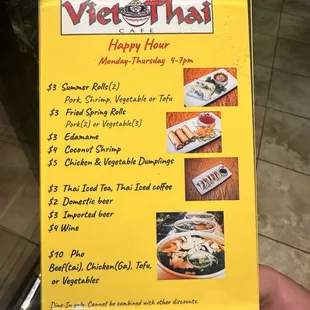 Viet Thai
CAFE
Happy Hour
Monday-Thursday 4-7pm
$3 Summer Rolls(2)
Pork, Shrimp, Vegetable or Tofu
$3 Fried Spring Rolls
Pork(2) or Vegetable(3)
$3 Edamame
$4 Coconut Shrimp
$5 Chicken & Vegetable Dumplings
$3 Thai Iced Tea, Thai Iced coffee
$2 Domestic beer
$3 Imported beer
$4 Wine
$10 Pho
Beef(tai), Chicken(Ga), Tofu,
or Vegetables
Dine-In only. Cannot be combined with other discounts.